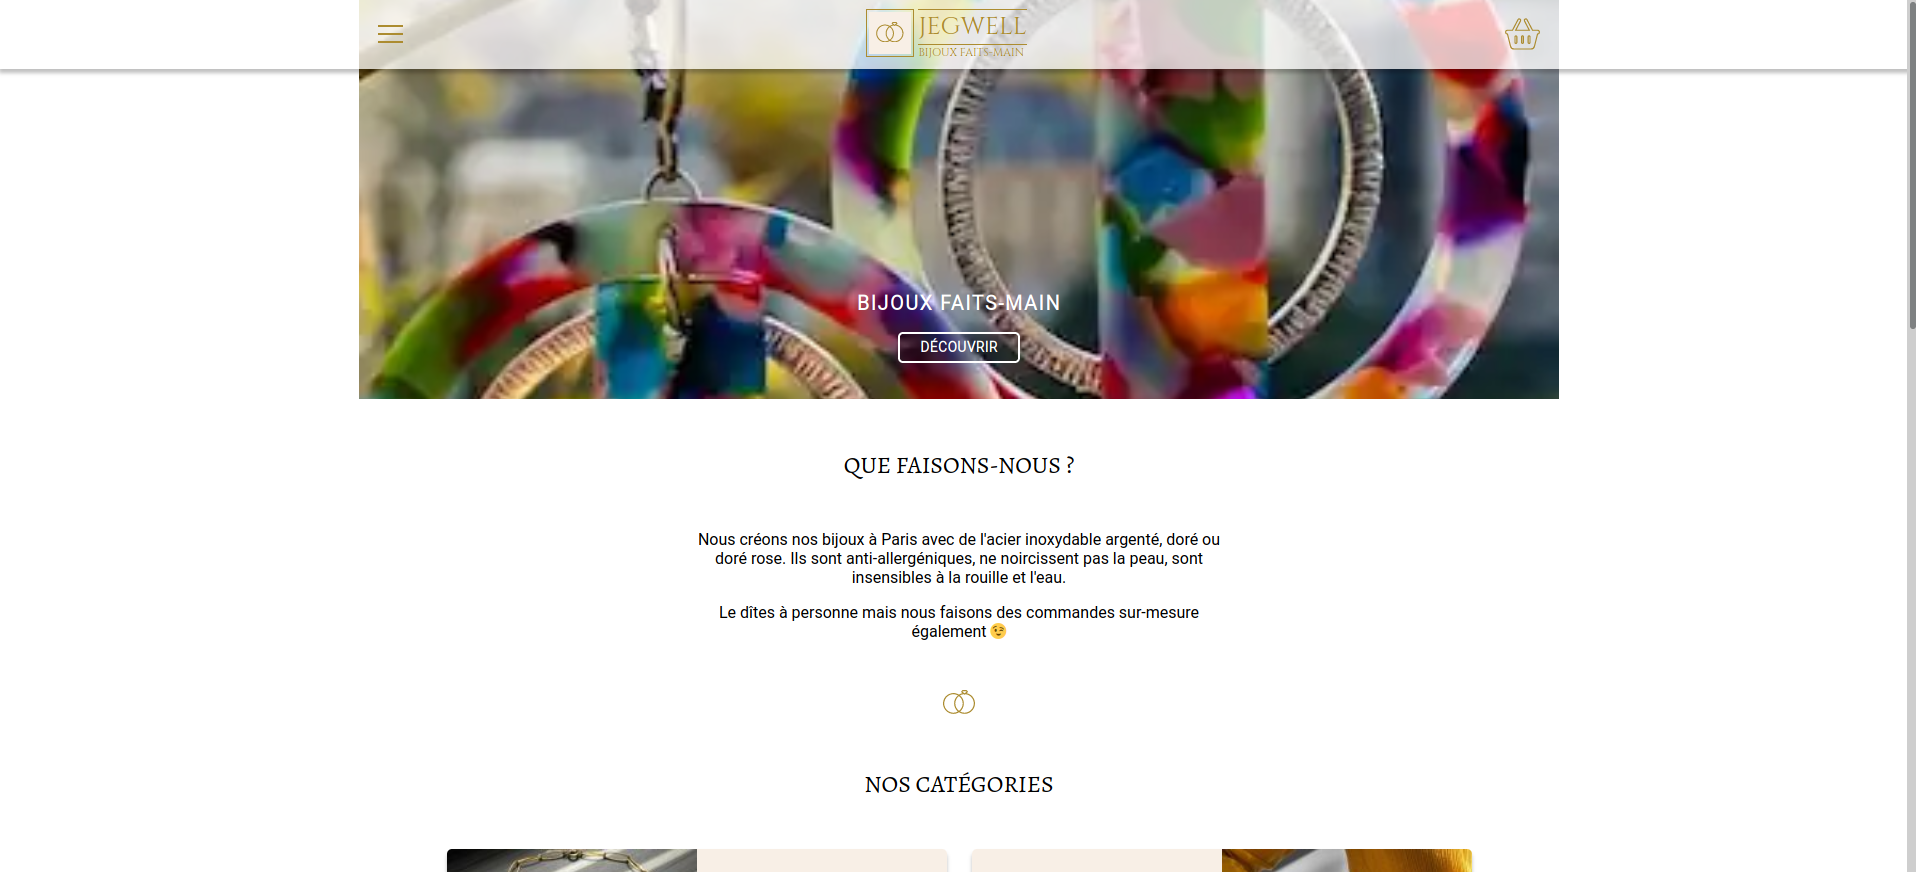 JEGWELL
BIJOUX FAITS-MAIN
BIJOUX FAITS-MAIN
DÉCOUVRIR
QUE FAISONS-NOUS ?
Nous créons nos bijoux à Paris avec de l'acier inoxydable argenté, doré ou
doré rose. Ils sont anti-allergéniques, ne noircissent pas la peau, sont
insensibles à la rouille et l'eau.
Le dîtes à personne mais nous faisons des commandes sur-mesure
également 😉
NOS CATÉGORIES